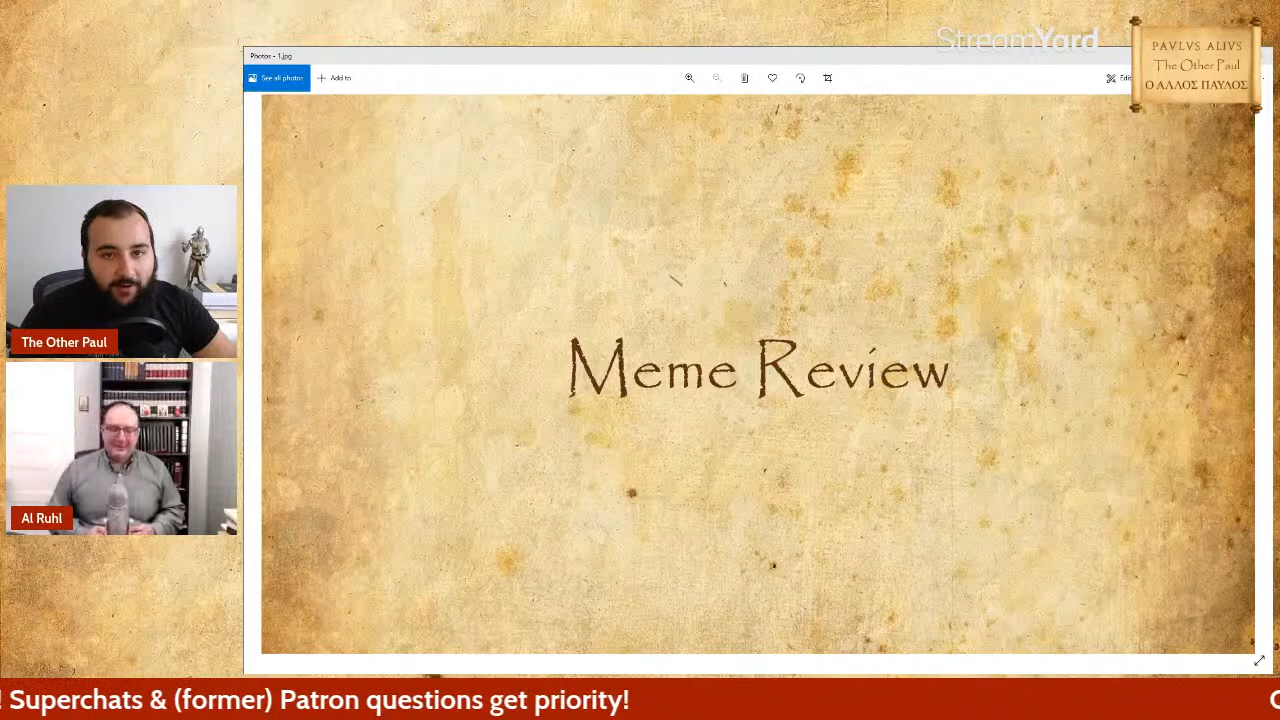 StreamYard
PAVLVS ALIVS
The Other Paul
Ο ΑΛΛΟΣ ΠΑΥΛΟΣ
Photos - 1.jpg
See all photos
Add to
Edit
Meme Review
The Other Paul
Al Ruhl
! Superchats & (former) Patron questions get priority!